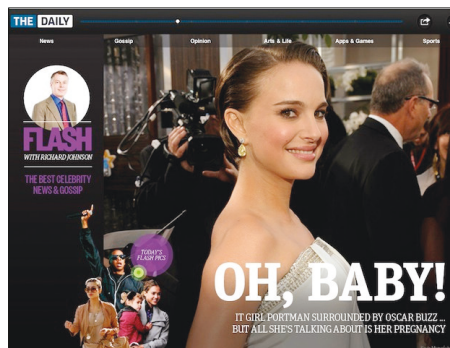 THE DAILY
News Gossip Opinion Arts & Life Apps & Games Sports
FLASH
WITH RICHARD JOHNSON
THE BEST CELEBRITY
NEWS & GOSSIP
TODAY'S
FLASH PICS
OH, BABY!
IT GIRL PORTMAN SURROUNDED BY OSCAR BUZZ ...
BUT ALL SHE'S TALKING ABOUT IS HER PREGNANCY